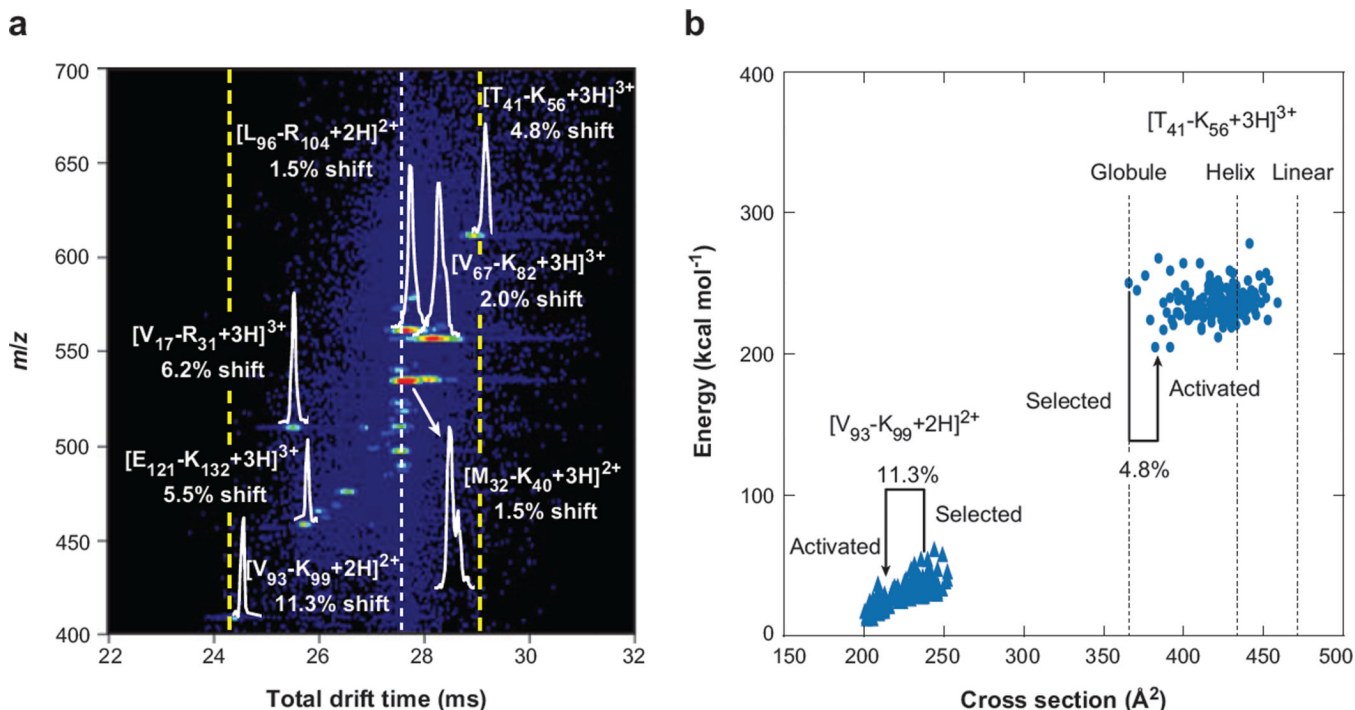 a
700
650
600
550
500
450
400
m/z
22
24
26
28
30
32
Total drift time (ms)
[T41-K56+3H]3+
4.8% shift
[L96-R104+2H]2+
1.5% shift
[V67-K82+3H]3+
2.0% shift
[V17-R31+3H]3+
6.2% shift
[E121-K132+3H]3+
5.5% shift
[M32-K40+3H]2+
1.5% shift
[V93-K99+2H]2+
11.3% shift
b
400
300
200
100
0
Energy (kcal mol-1)
150
200
250
300
350
400
450
500
Cross section (Å2)
[T41-K56+3H]3+
Globule
Helix
Linear
Selected
Activated
4.8%
[V93-K99+2H]2+
11.3%
Selected
Activated